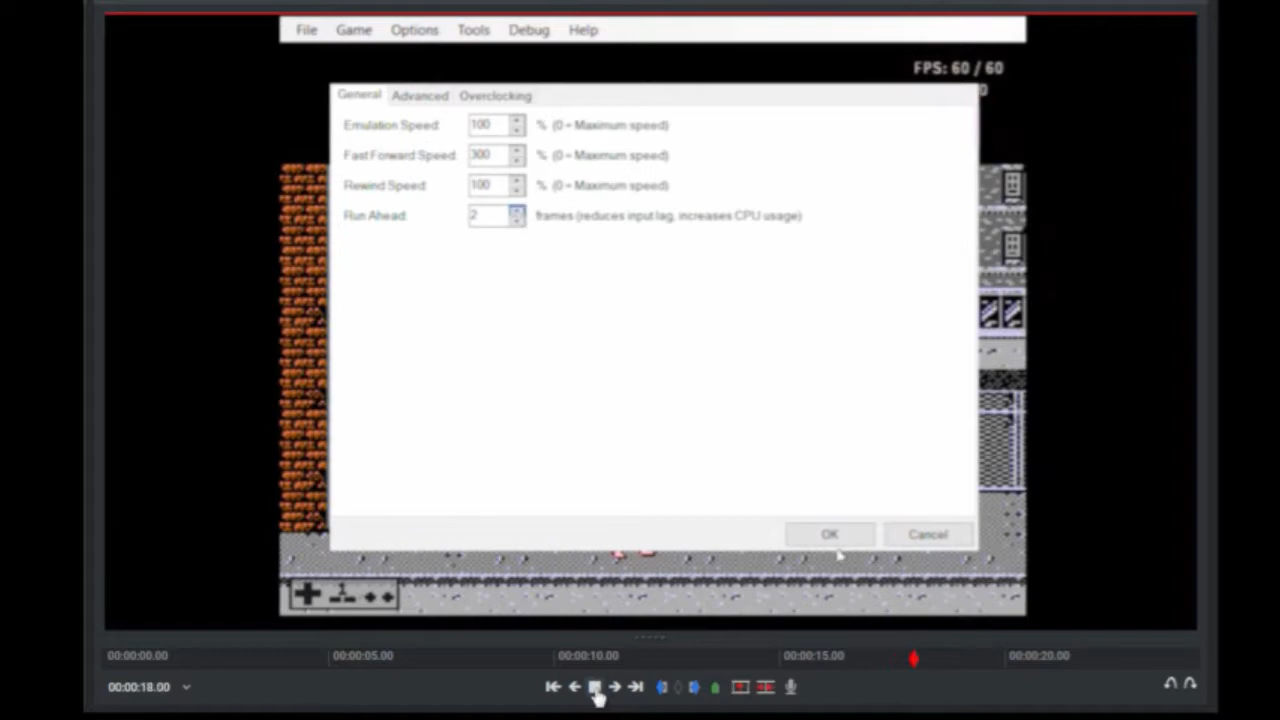 File Game Options Tools Debug Help
FPS: 60 / 60
General Advanced Overclocking
Emulation Speed: 100 % (0 = Maximum speed)
Fast Forward Speed: 300 % (0 = Maximum speed)
Rewind Speed: 100 % (0 = Maximum speed)
Run Ahead: 2 frames (reduces input lag, increases CPU usage)
OK Cancel
1
00:00:00.00 00:00:05.00 00:00:10.00 00:00:15.00 00:00:20.00
00:00:18.00